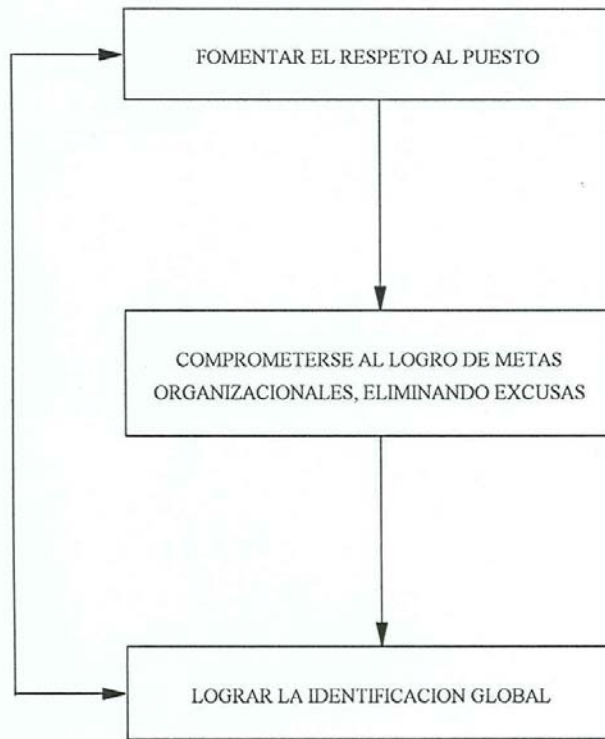 FOMENTAR EL RESPETO AL PUESTO
COMPROMETERSE AL LOGRO DE METAS
ORGANIZACIONALES, ELIMINANDO EXCUSAS
LOGRAR LA IDENTIFICACION GLOBAL